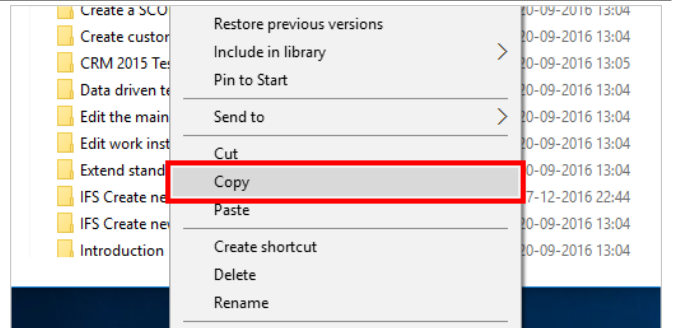 Create a SCO
Create custor
CRM 2015 Tes
Data driven te
Edit the main
Edit work inst
Extend stand
IFS Create ne
IFS Create nev
Introduction
Restore previous versions
Include in library
Pin to Start
Send to
Cut
Copy
Paste
Create shortcut
Delete
Rename
20-09-2016 13:04
20-09-2016 13:04
20-09-2016 13:05
20-09-2016 13:04
20-09-2016 13:04
20-09-2016 13:04
20-09-2016 13:04
7-12-2016 22:44
20-09-2016 13:04
20-09-2016 13:04